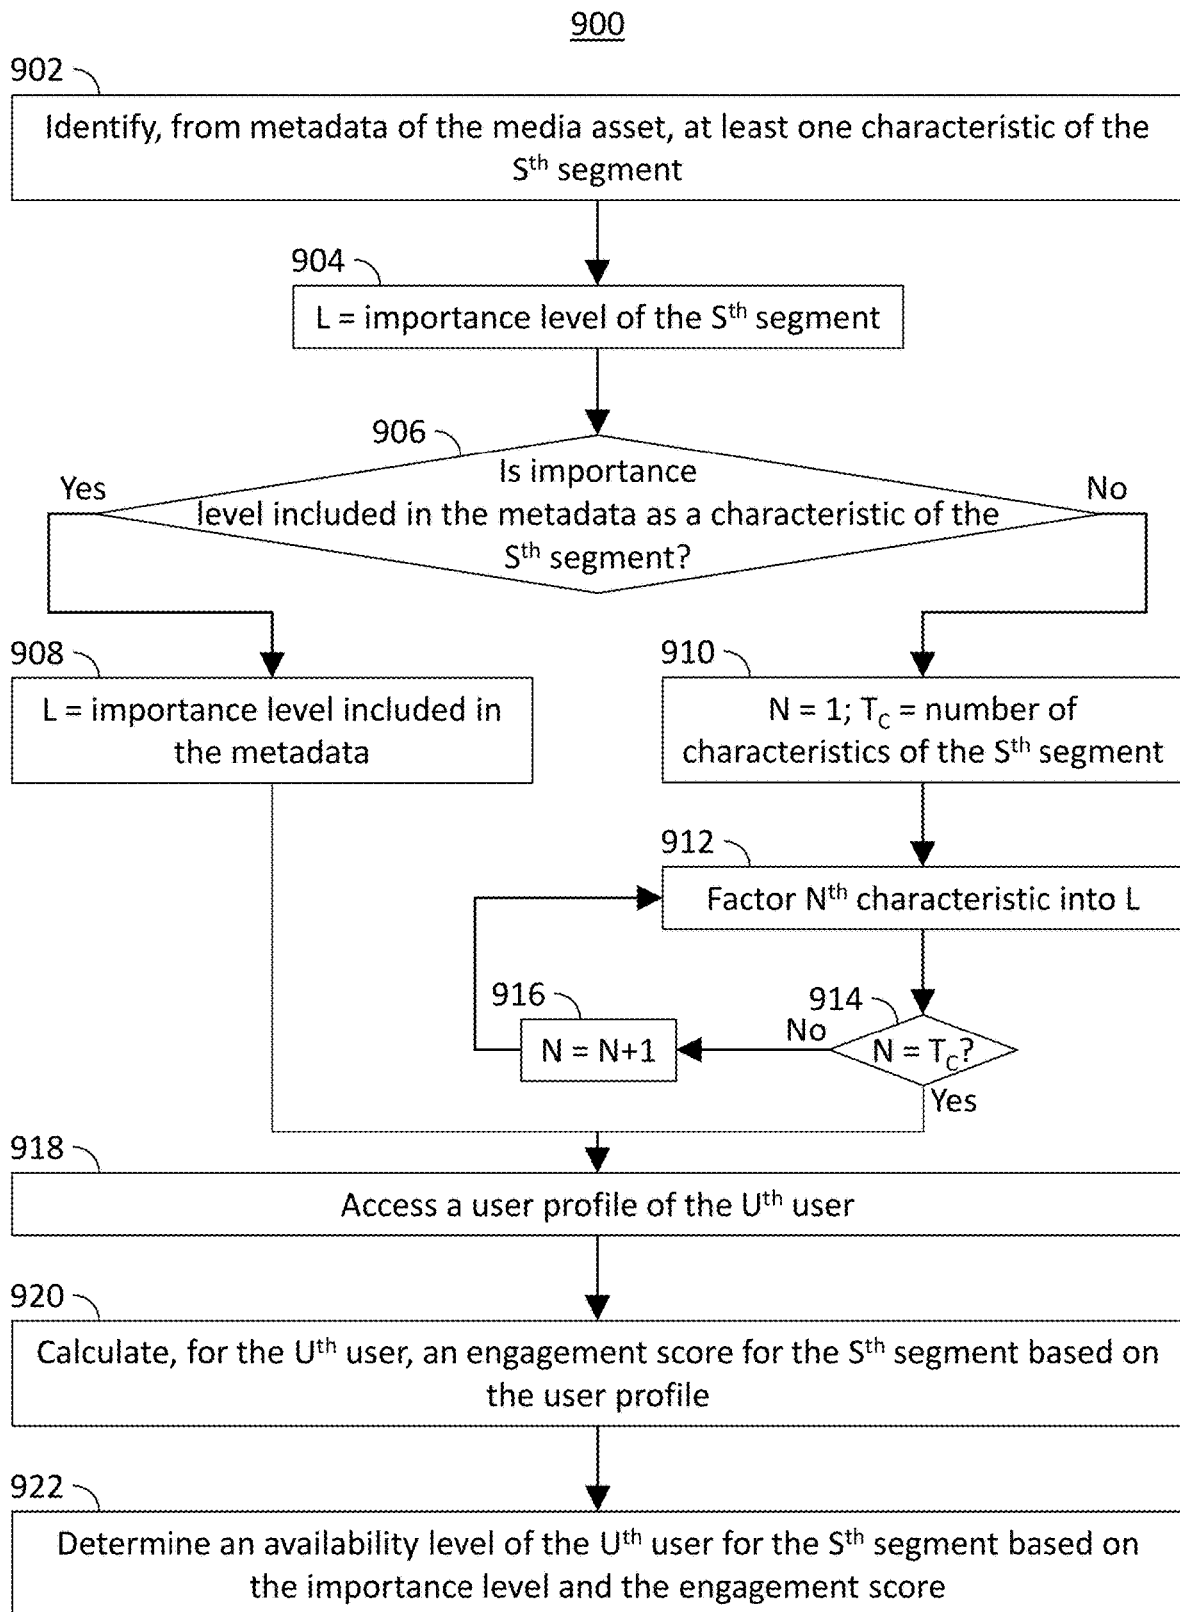 900
902
Identify, from metadata of the media asset, at least one characteristic of the
Sth segment
904
L = importance level of the Sth segment
906
Is importance
level included in the metadata as a characteristic of the
Sth segment?
Yes
No
908
L = importance level included in
the metadata
910
N = 1; TC = number of
characteristics of the Sth segment
912
Factor Nth characteristic into L
914
N = TC?
No
916
N = N+1
Yes
918
Access a user profile of the Uth user
920
Calculate, for the Uth user, an engagement score for the Sth segment based on
the user profile
922
Determine an availability level of the Uth user for the Sth segment based on
the importance level and the engagement score